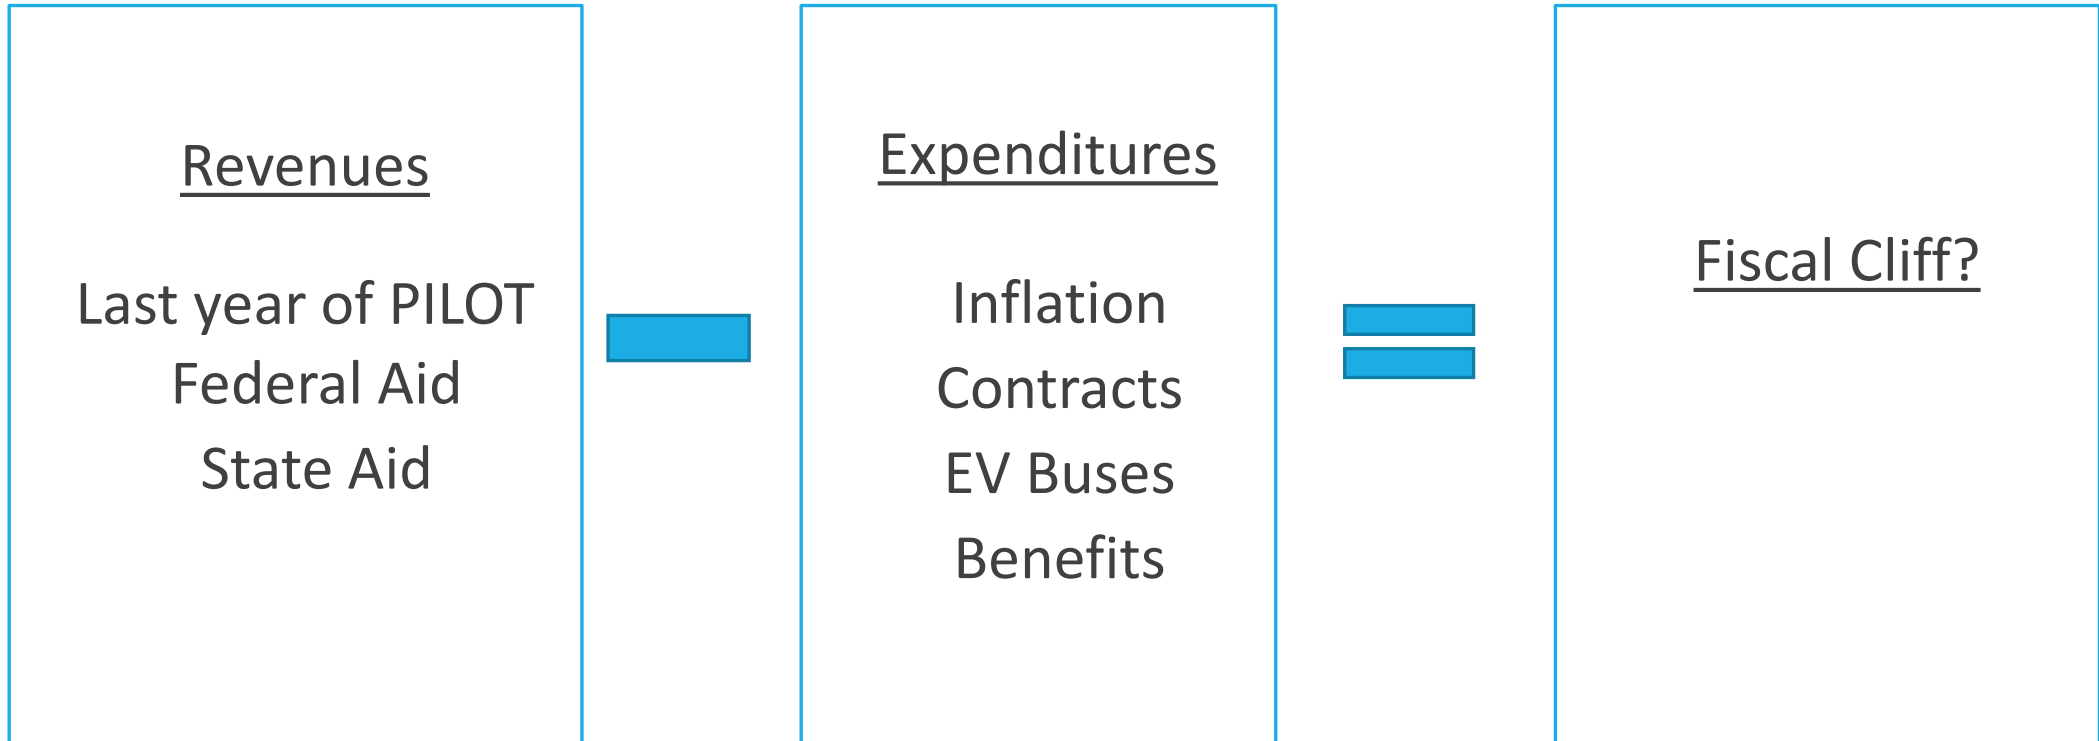 Revenues
Last year of PILOT
Federal Aid
State Aid
Expenditures
Inflation
Contracts
EV Buses
Benefits
Fiscal Cliff?